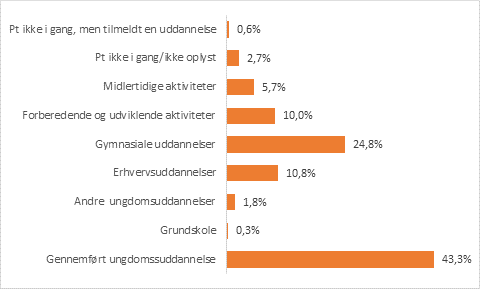 Pt ikke i gang, men tilmeldt en uddannelse 0,6%
Pt ikke i gang/ikke oplyst 2,7%
Midlertidige aktiviteter 5,7%
Forberedende og udviklende aktiviteter 10,0%
Gymnasiale uddannelser 24,8%
Erhvervsuddannelser 10,8%
Andre ungdomsuddannelser 1,8%
Grundskole 0,3%
Gennemført ungdomssuddannelse 43,3%